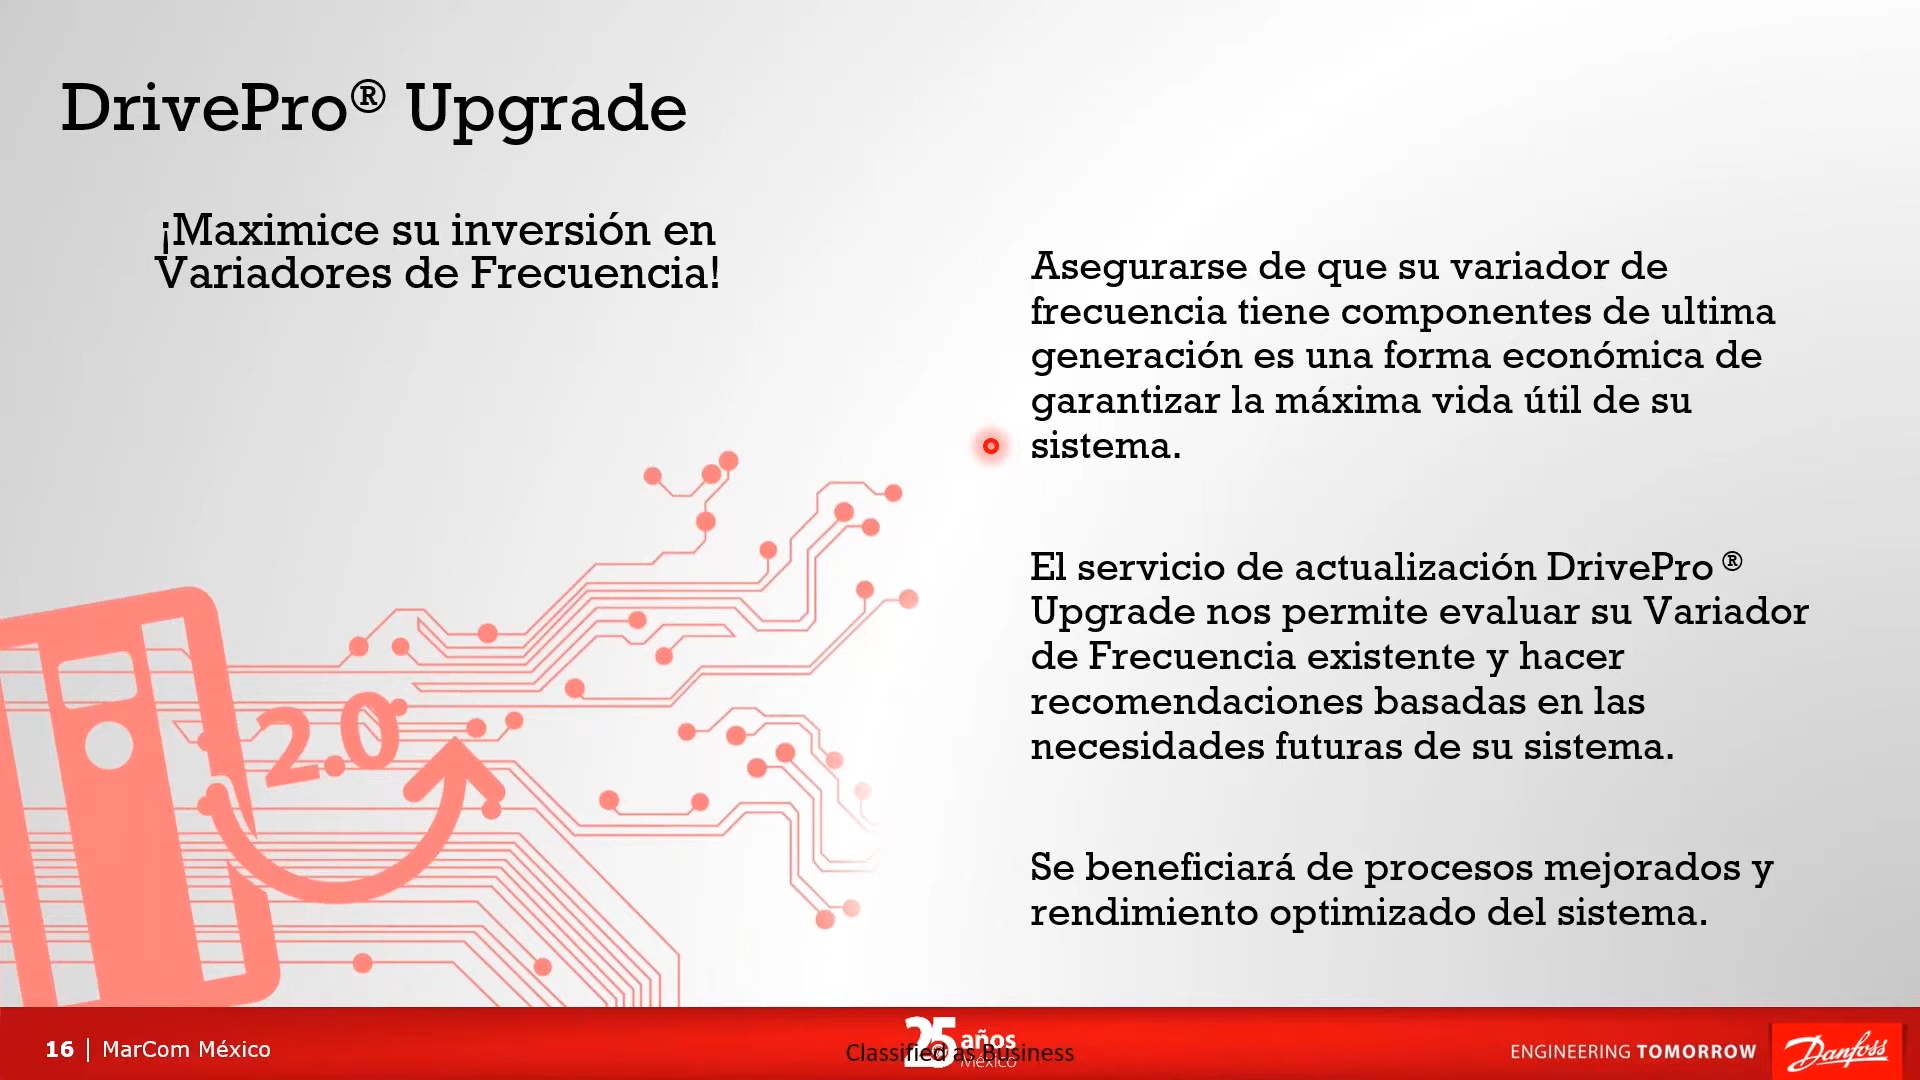 DrivePro® Upgrade
¡Maximice su inversión en
Variadores de Frecuencia!
Asegurarse de que su variador de
frecuencia tiene componentes de ultima
generación es una forma económica de
garantizar la máxima vida útil de su
sistema.
El servicio de actualización DrivePro ®
Upgrade nos permite evaluar su Variador
de Frecuencia existente y hacer
recomendaciones basadas en las
necesidades futuras de su sistema.
Se beneficiará de procesos mejorados y
rendimiento optimizado del sistema.
2.0
16 | MarCom México
25 años
México
Classified as Business
ENGINEERING TOMORROW
Danfoss